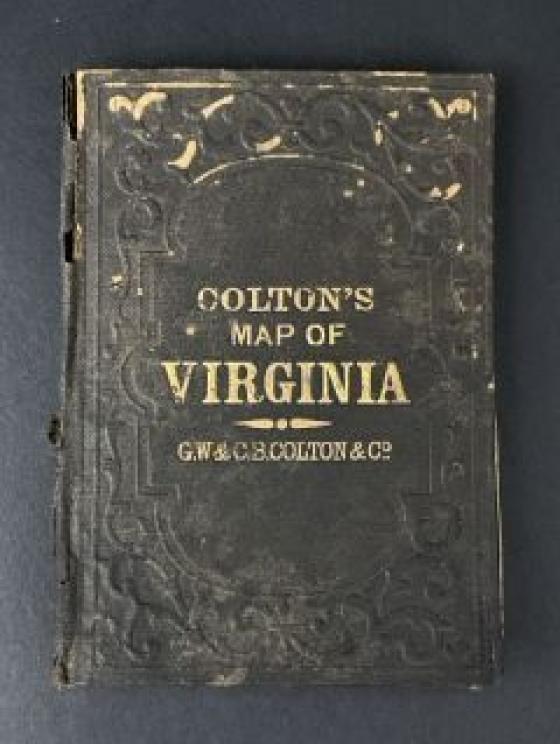 COLTON'S
MAP OF
VIRGINIA
G.W. & C.B. COLTON & Cº